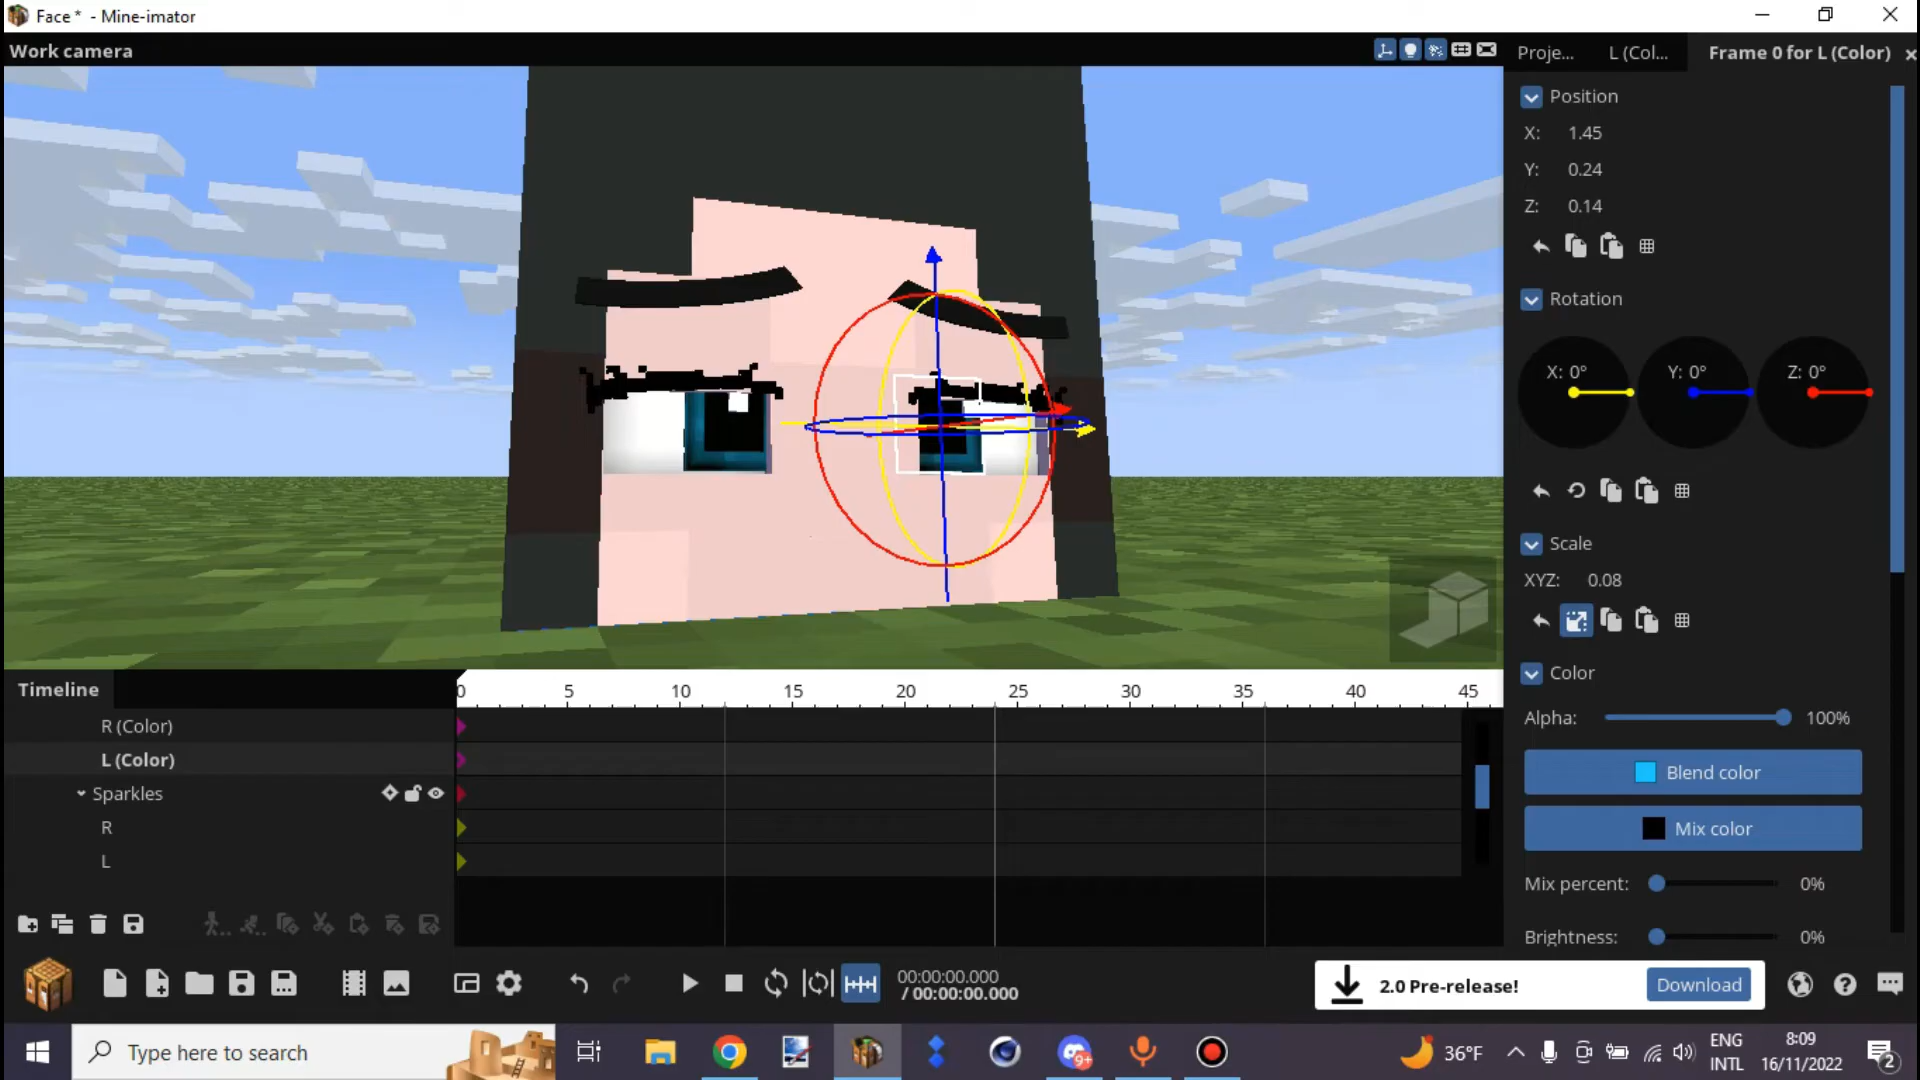 Face * - Mine-imator
Work camera
Proje...
L (Col...
Frame 0 for L (Color)
Position
X: 1.45
Y: 0.24
Z: 0.14
Rotation
X: 0°
Y: 0°
Z: 0°
Scale
XYZ: 0.08
Color
Alpha: 100%
Blend color
Mix color
Mix percent: 0%
Brightness: 0%
Timeline
0 5 10 15 20 25 30 35 40 45
R (Color)
L (Color)
Sparkles
R
L
00:00:00.000
/ 00:00:00.000
2.0 Pre-release!
Download
Type here to search
9+
36°F
ENG
INTL
8:09
16/11/2022
2